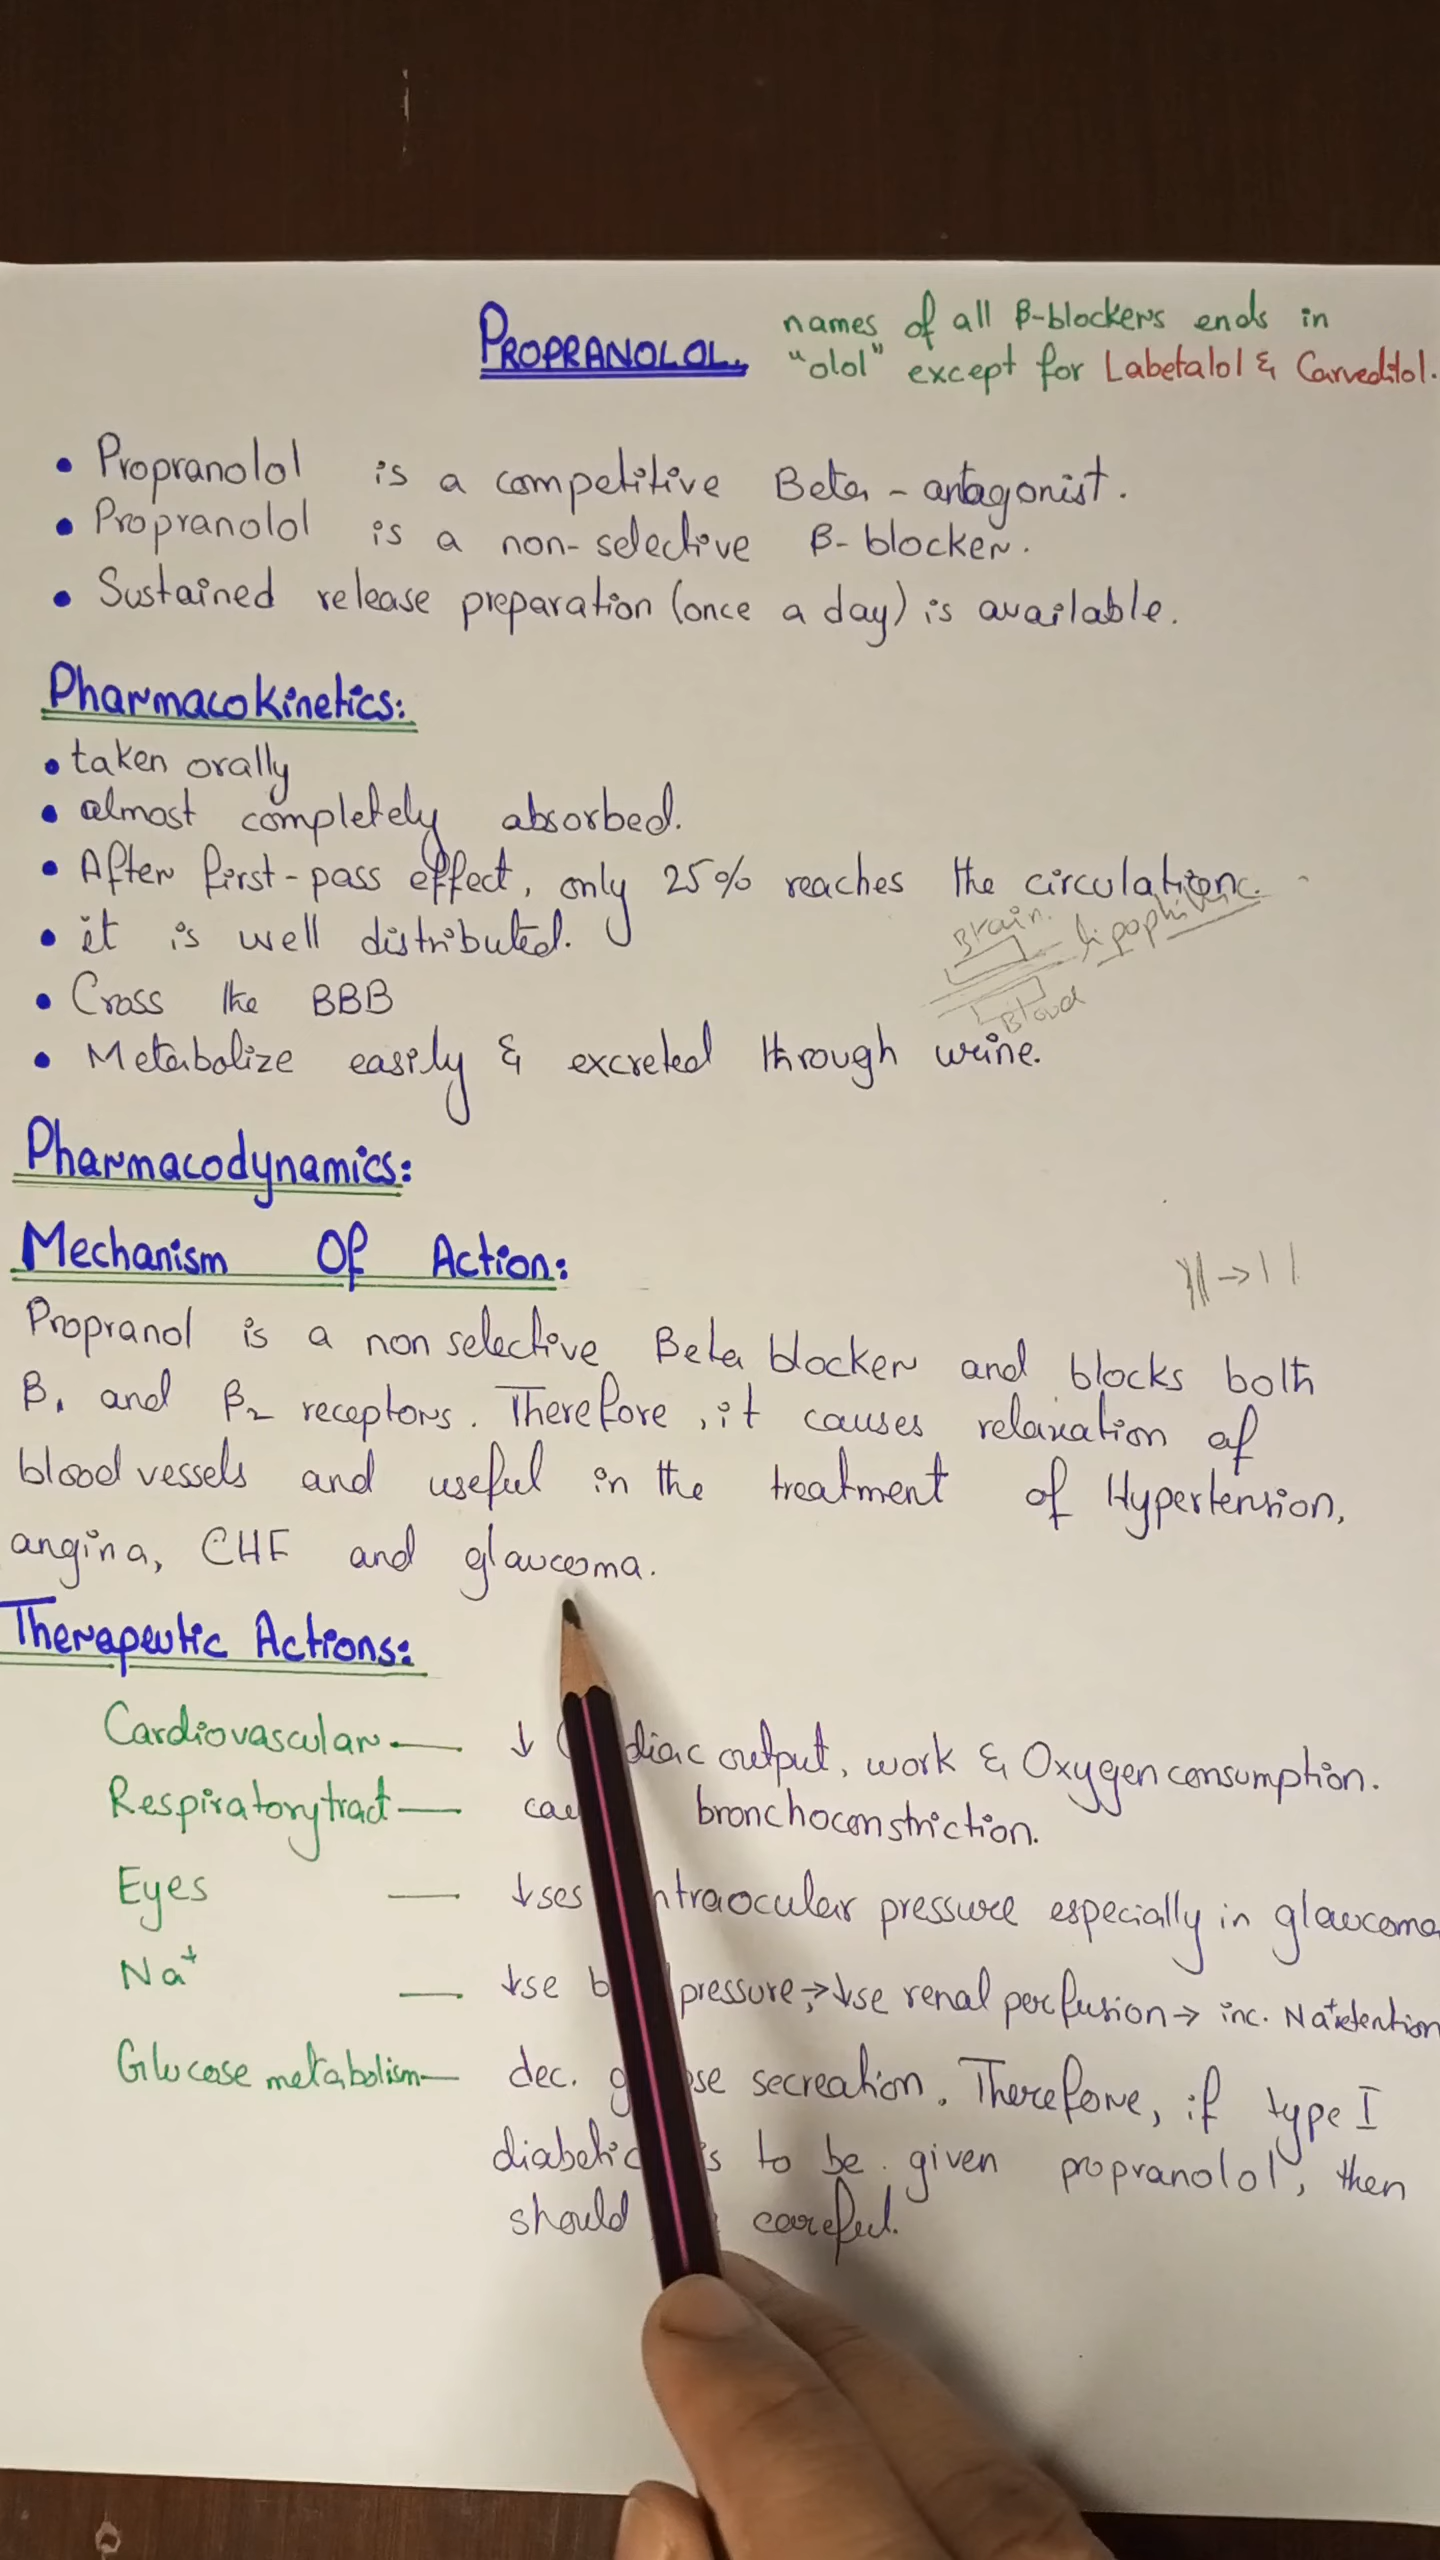 PROPRANOLOL.
names of all β-blockers ends in
"olol" except for Labetalol & Carvedilol.
• Propranolol is a competitive Beta-antagonist.
• Propranolol is a non-selective β-blocker.
• Sustained release preparation (once a day) is available.
Pharmacokinetics:
• taken orally
• almost completely absorbed.
• After first-pass effect, only 25% reaches the circulation.
• it is well distributed.
Brain.
• Cross the BBB
Blood
• Metabolize easily & excreted through urine.
Pharmacodynamics:
Mechanism Of Action:
Propranol is a non selective Beta blocker and blocks both
β₁ and β₂ receptors. Therefore, it causes relaxation of
blood vessels and useful in the treatment of Hypertension,
angina, CHF and glaucoma.
Therapeutic Actions:
Cardiovascular — ↓ output, work & Oxygen consumption.
Respiratory tract — bronchoconstriction.
Eyes — ↓ses pressure especially in glaucoma
Na⁺ — ↓se pressure, → ↓se renal perfusion → inc. Na⁺ retention
Glucose metabolism — dec. secreation. Therefore, if type I
diabetic to be given propranolol, then
should careful.